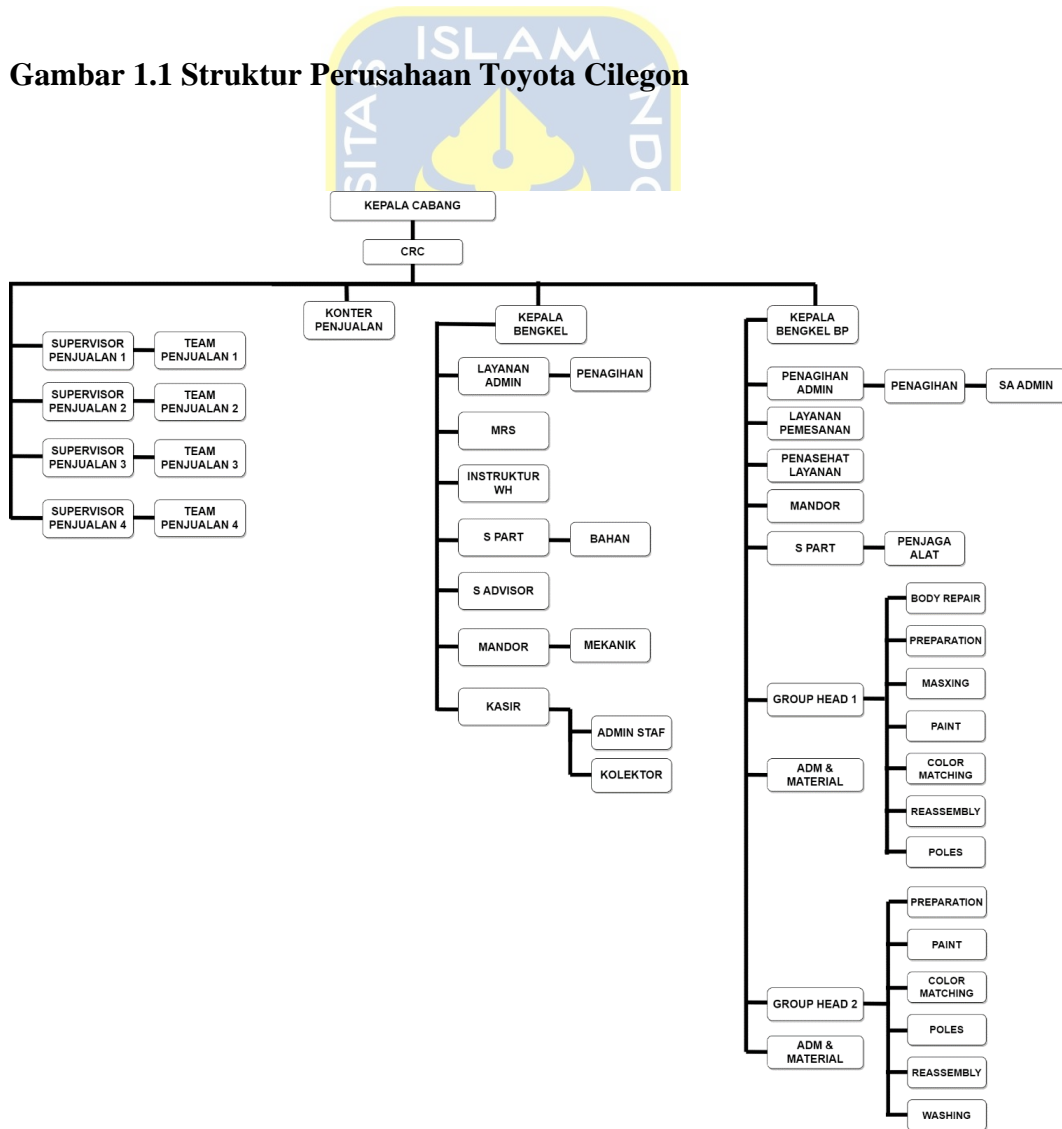 ISLAM
Gambar 1.1 Struktur Perusahaan Toyota Cilegon
SITAS
INDO
KEPALA CABANG
CRC
KONTER
PENJUALAN
KEPALA
BENGKEL
KEPALA
BENGKEL BP
SUPERVISOR
PENJUALAN 1
TEAM
PENJUALAN 1
SUPERVISOR
PENJUALAN 2
TEAM
PENJUALAN 2
SUPERVISOR
PENJUALAN 3
TEAM
PENJUALAN 3
SUPERVISOR
PENJUALAN 4
TEAM
PENJUALAN 4
LAYANAN
ADMIN
PENAGIHAN
MRS
INSTRUKTUR
WH
S PART
BAHAN
S ADVISOR
MANDOR
MEKANIK
KASIR
ADMIN STAF
KOLEKTOR
PENAGIHAN
ADMIN
PENAGIHAN
SA ADMIN
LAYANAN
PEMESANAN
PENASEHAT
LAYANAN
MANDOR
S PART
PENJAGA
ALAT
GROUP HEAD 1
BODY REPAIR
PREPARATION
MASXING
PAINT
COLOR
MATCHING
REASSEMBLY
POLES
ADM &
MATERIAL
GROUP HEAD 2
PREPARATION
PAINT
COLOR
MATCHING
POLES
REASSEMBLY
WASHING
ADM &
MATERIAL